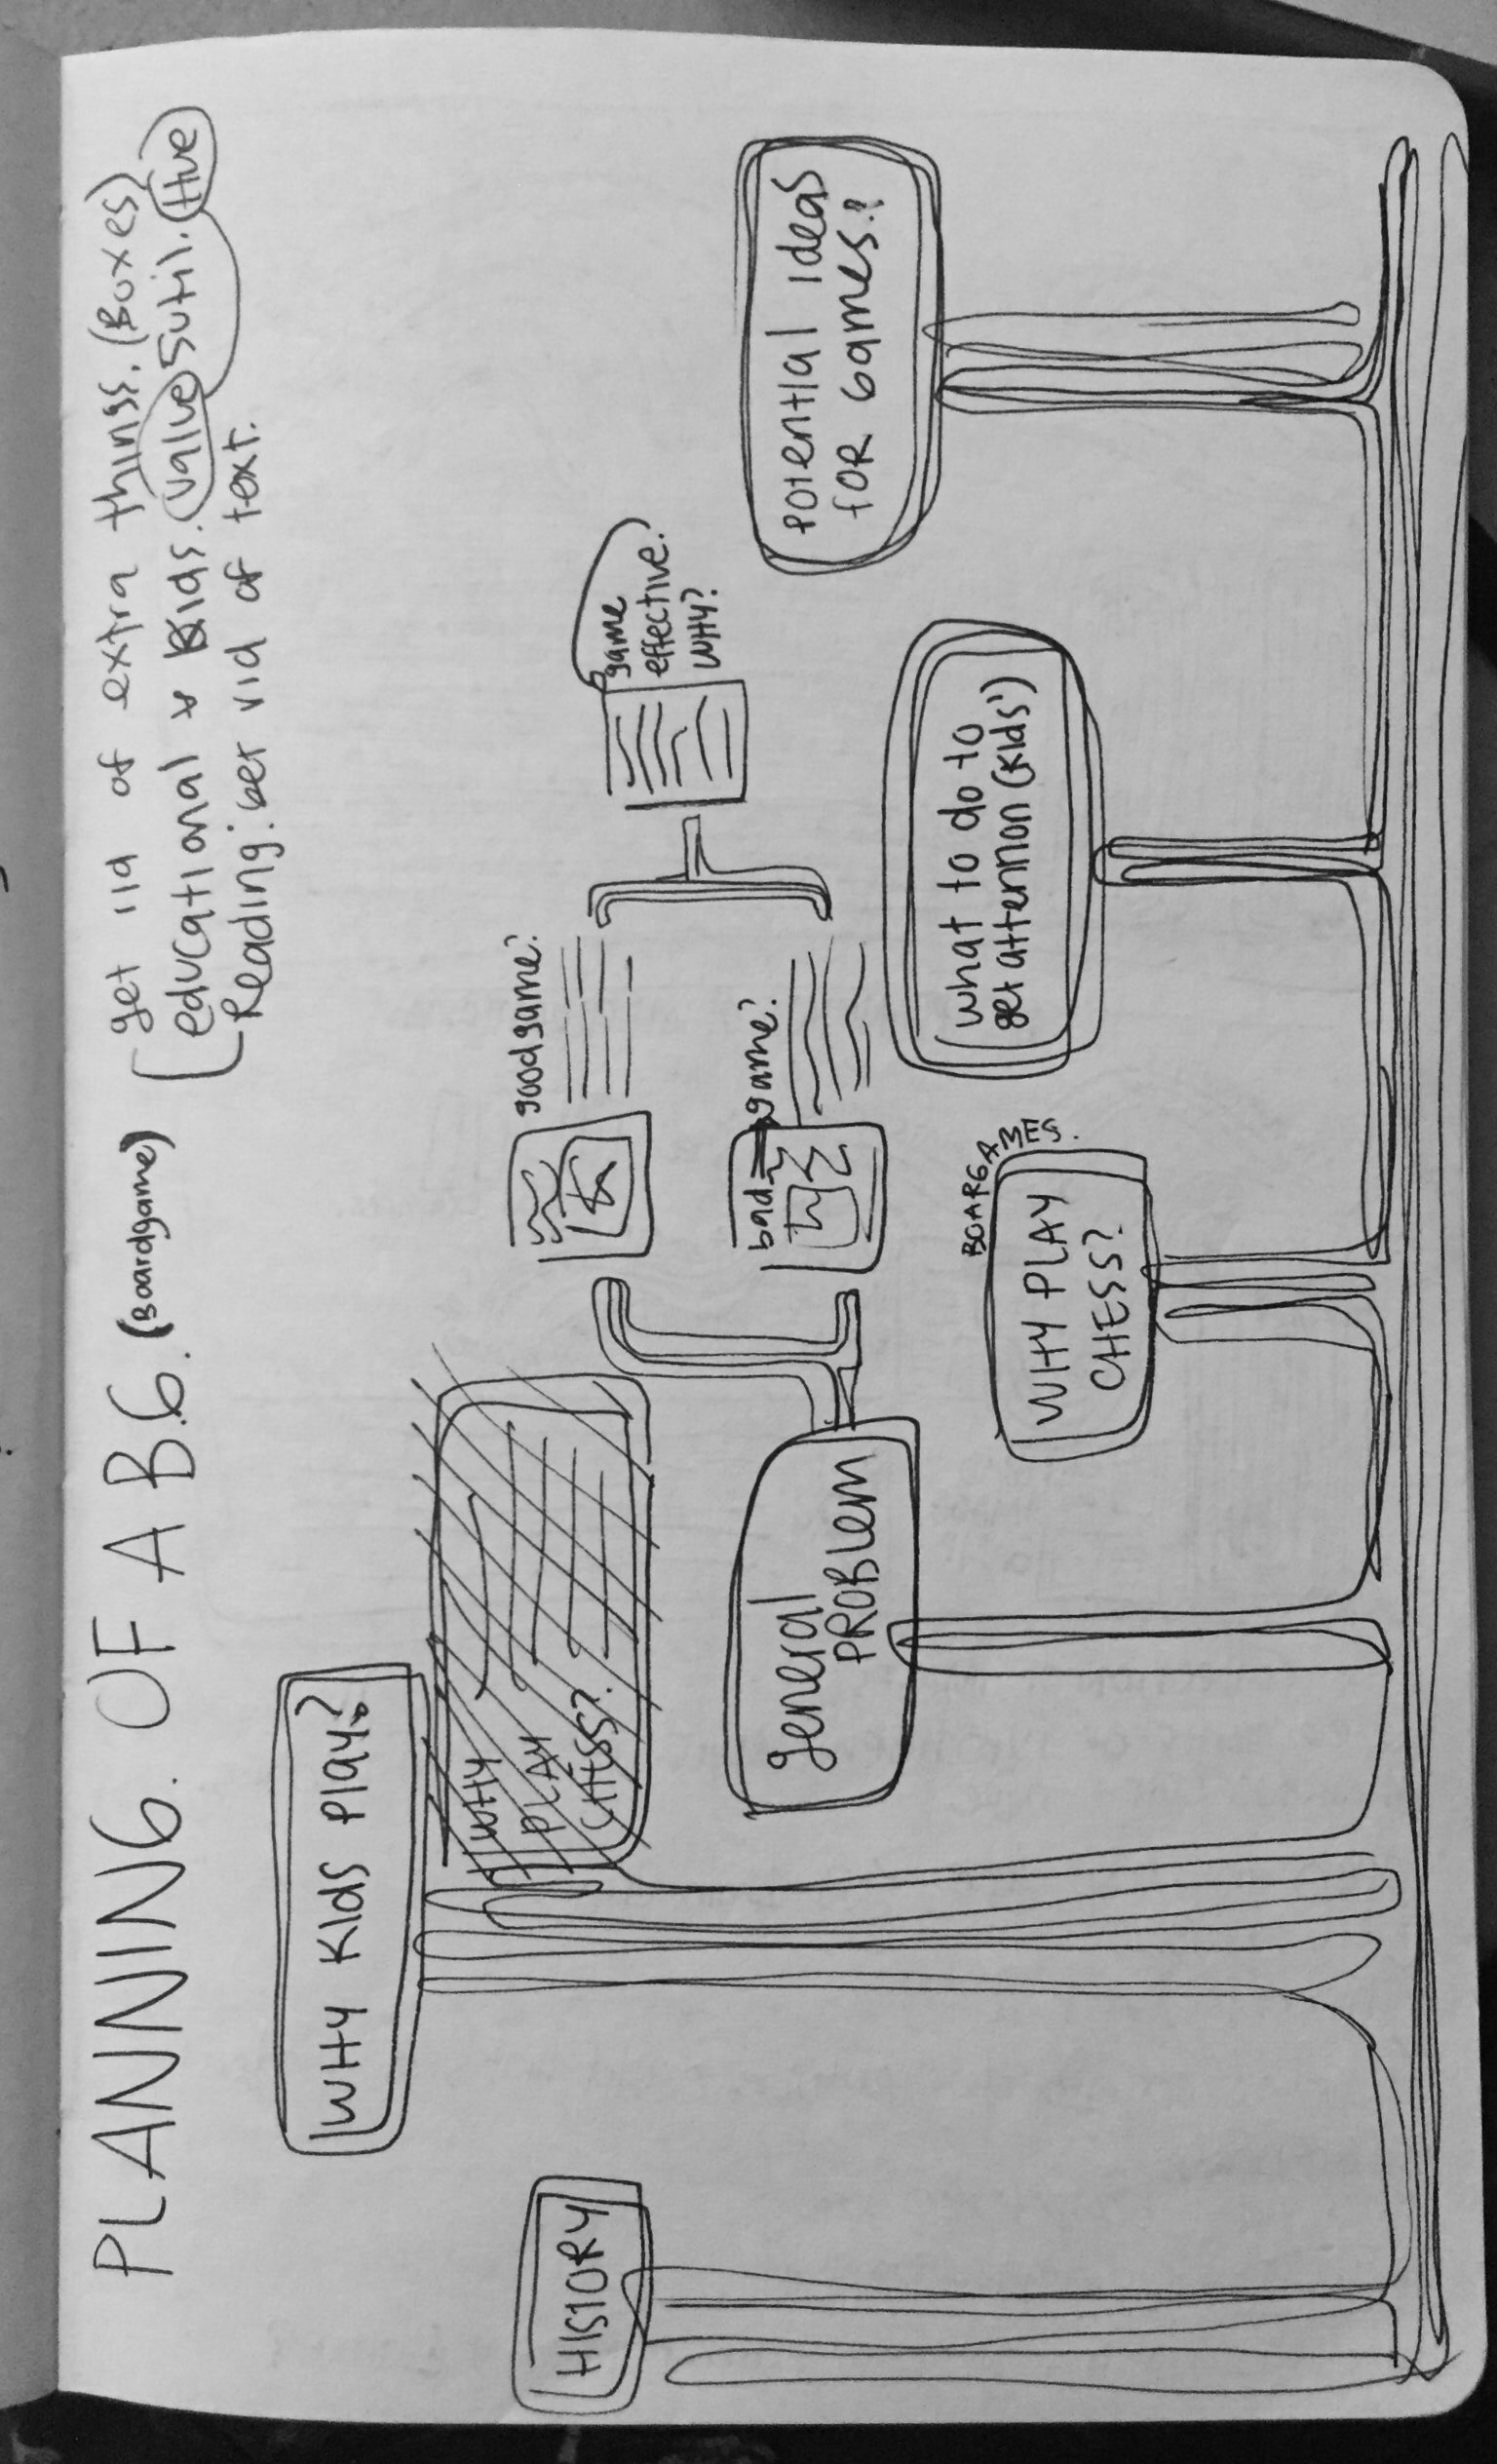 PLANNING. OF A B.G. (Boardgame)
get rid of extra things. (Boxes)
educational & Kids. value Sutil. Hive
Reading: get rid of text.
WHY KIdS PlaY?
WHY
PLAY
CHESS?
HISTORY
general
PROBlem
good game?
bad game?
game
effective.
WHY?
BOARGAMES.
WHY PLAY
CHESS?
What to do to
get attention (Kids')
Potential ideas
FOR Games?